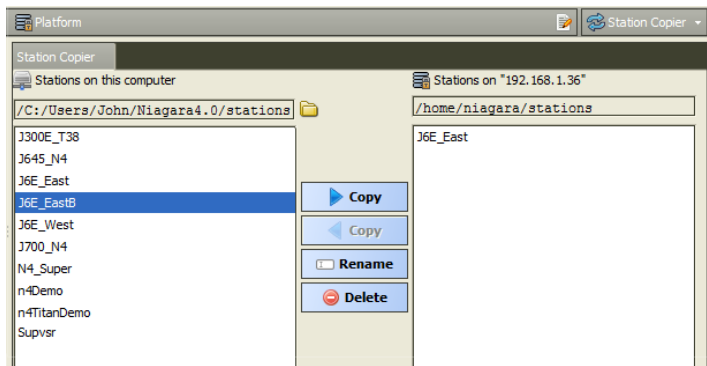 Platform
Station Copier
Station Copier
Stations on this computer
Stations on "192.168.1.36"
/C:/Users/John/Niagara4.0/stations
/home/niagara/stations
J300E_T38
J645_N4
J6E_East
J6E_EastB
J6E_West
J700_N4
N4_Super
n4Demo
n4TitanDemo
Supvsr
Copy
Copy
Rename
Delete
J6E_East